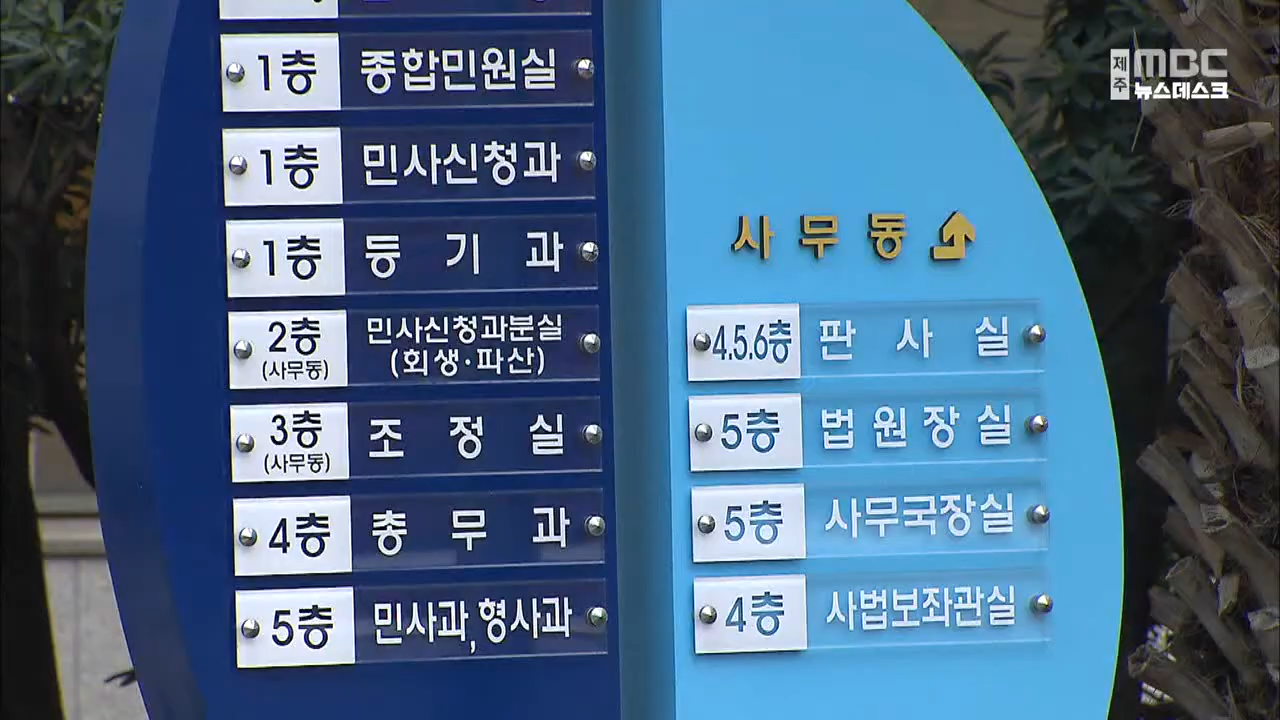 1층 종합민원실
1층 민사신청과
1층 등기과
2층 (사무동) 민사신청과분실 (회생·파산)
3층 (사무동) 조정실
4층 총무과
5층 민사과, 형사과
사무동
4.5.6층 판사실
5층 법원장실
5층 사무국장실
4층 사법보좌관실
제주 MBC
뉴스데스크